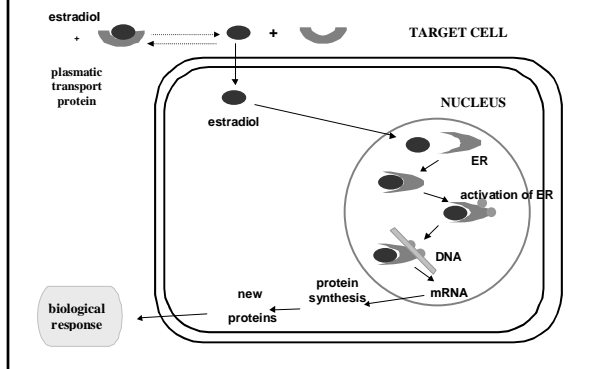 estradiol
+
plasmatic
transport
protein
+
TARGET CELL
estradiol
NUCLEUS
ER
activation of ER
DNA
mRNA
protein
synthesis
new
proteins
biological
response